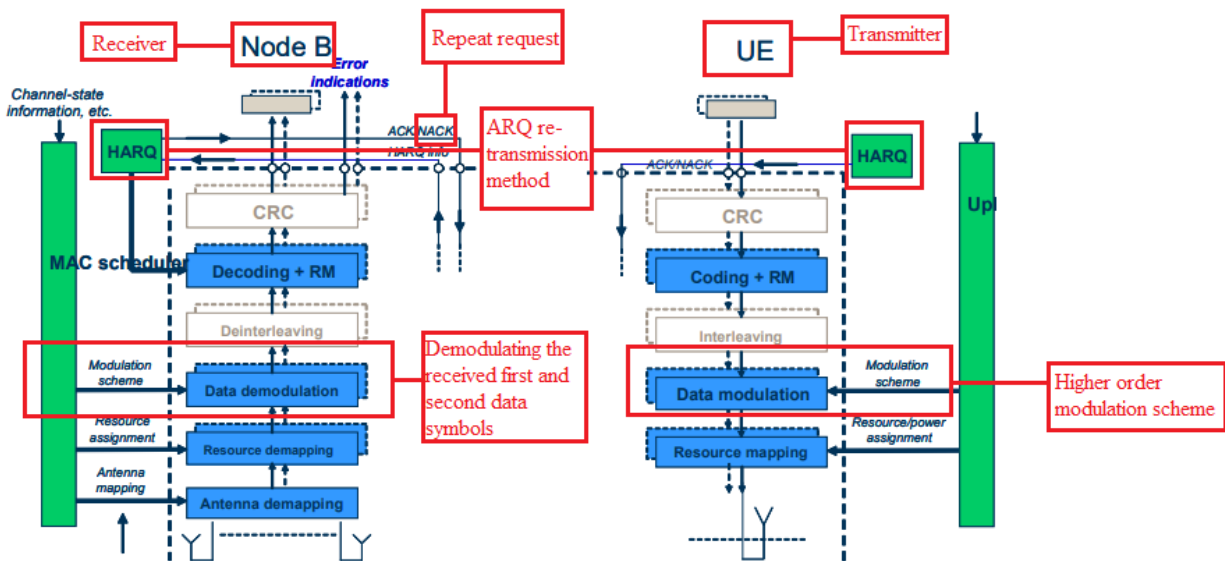 Receiver
Node B
Repeat request
UE
Transmitter
Error
indications
Channel-state
information, etc.
HARQ
ACK/NACK
HARQ info
ARQ re-
transmission
method
ACK/NACK
HARQ
CRC
CRC
Upl
MAC scheduler
Decoding + RM
Coding + RM
Deinterleaving
Interleaving
Modulation
scheme
Data demodulation
Demodulating the
received first and
second data
symbols
Data modulation
Modulation
scheme
Higher order
modulation scheme
Resource
assignment
Resource demapping
Resource mapping
Resource/power
assignment
Antenna
mapping
Antenna demapping